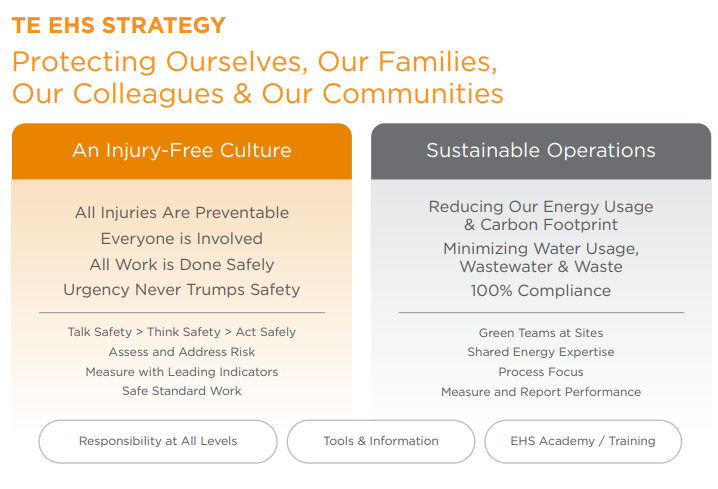 TE EHS STRATEGY
Protecting Ourselves, Our Families,
Our Colleagues & Our Communities
An Injury-Free Culture
All Injuries Are Preventable
Everyone is Involved
All Work is Done Safely
Urgency Never Trumps Safety
Talk Safety > Think Safety > Act Safely
Assess and Address Risk
Measure with Leading Indicators
Safe Standard Work
Sustainable Operations
Reducing Our Energy Usage
& Carbon Footprint
Minimizing Water Usage,
Wastewater & Waste
100% Compliance
Green Teams at Sites
Shared Energy Expertise
Process Focus
Measure and Report Performance
Responsibility at All Levels
Tools & Information
EHS Academy / Training